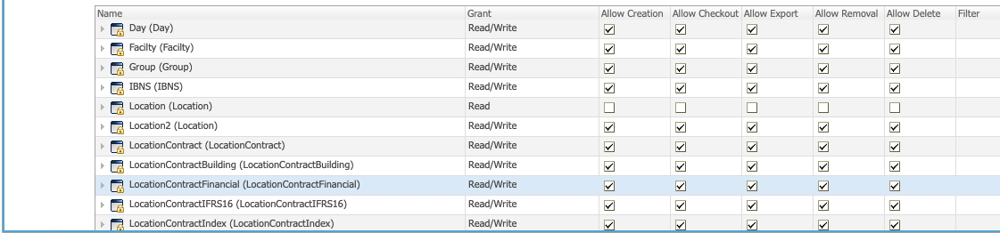 Name Grant Allow Creation Allow Checkout Allow Export Allow Removal Allow Delete Filter
Day (Day) Read/Write
Facilty (Facilty) Read/Write
Group (Group) Read/Write
IBNS (IBNS) Read/Write
Location (Location) Read
Location2 (Location) Read/Write
LocationContract (LocationContract) Read/Write
LocationContractBuilding (LocationContractBuilding) Read/Write
LocationContractFinancial (LocationContractFinancial) Read/Write
LocationContractIFRS16 (LocationContractIFRS16) Read/Write
LocationContractIndex (LocationContractIndex) Read/Write